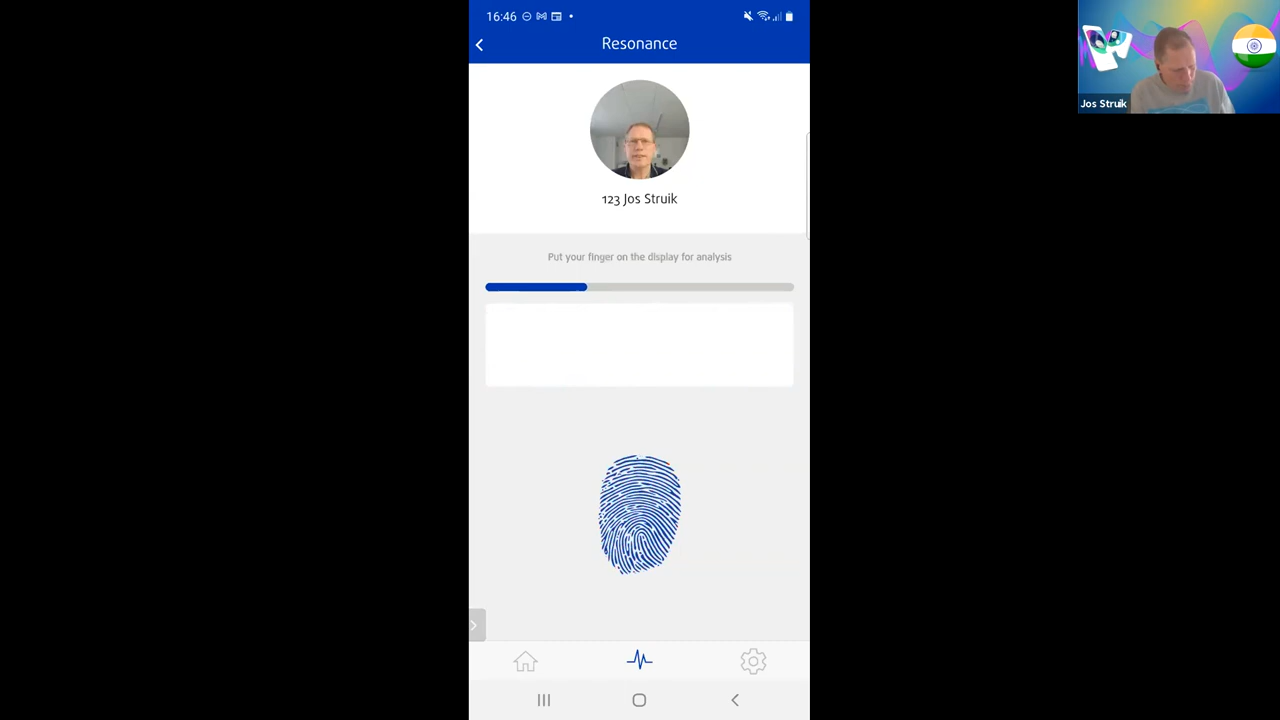 16:46
Resonance
123 Jos Struik
Put your finger on the display for analysis
Jos Struik